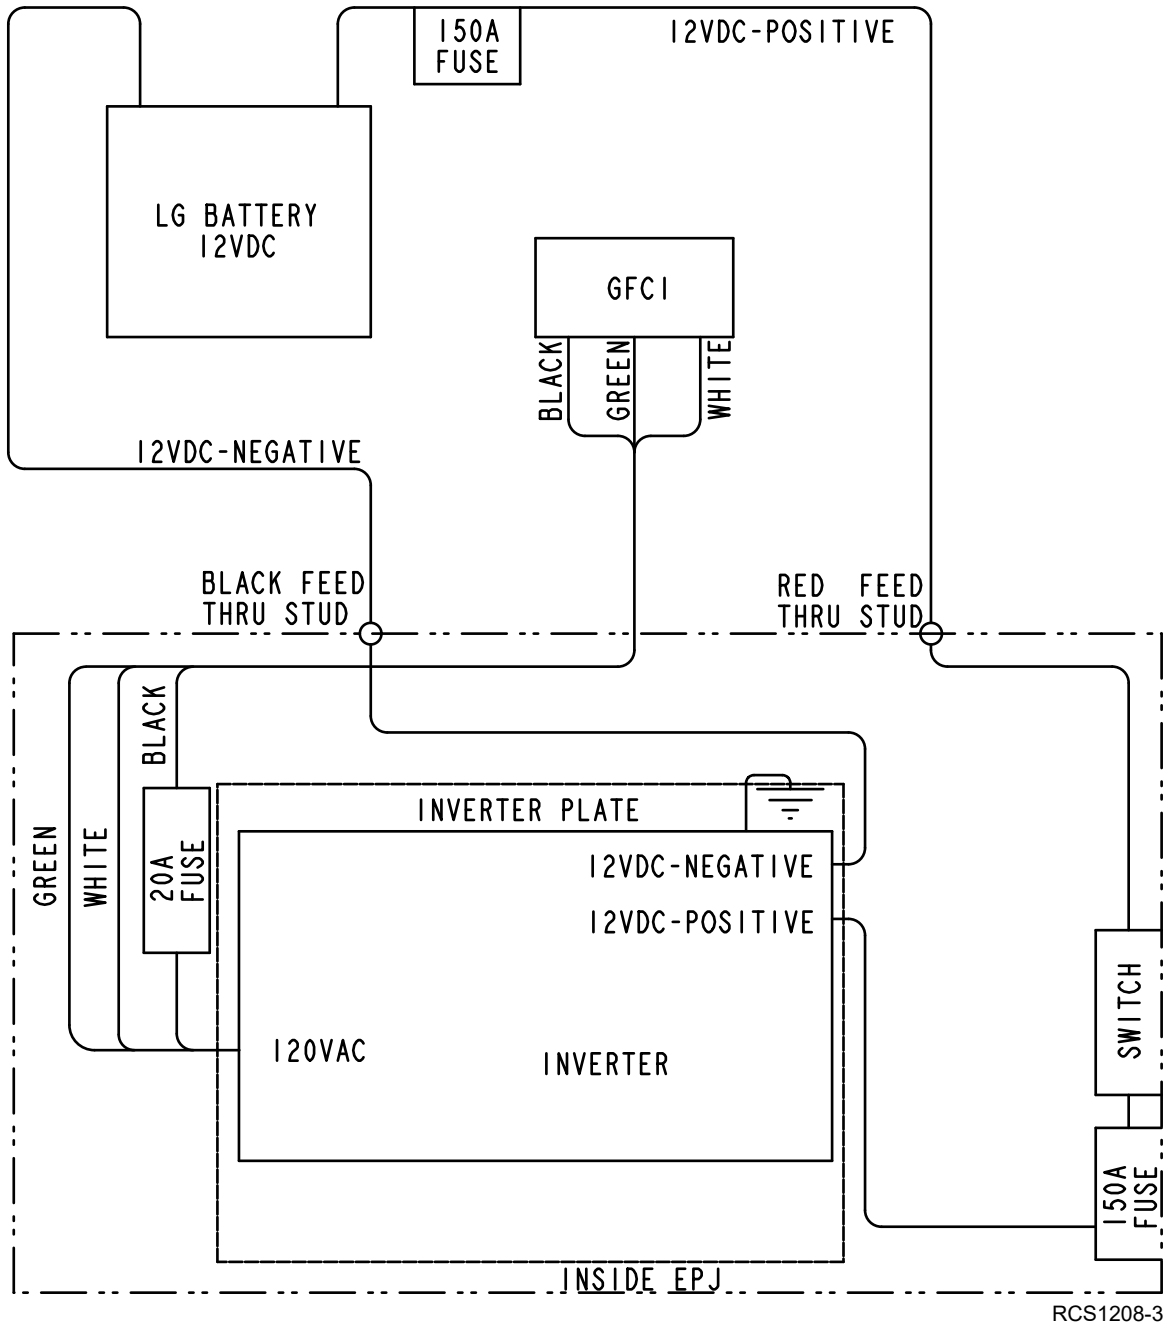 150A
FUSE
12VDC-POSITIVE
LG BATTERY
12VDC
GFCI
BLACK
GREEN
WHITE
12VDC-NEGATIVE
BLACK FEED
THRU STUD
RED FEED
THRU STUD
BLACK
INVERTER PLATE
GREEN
WHITE
20A
FUSE
12VDC-NEGATIVE
12VDC-POSITIVE
SWITCH
120VAC
INVERTER
150A
FUSE
INSIDE EPJ
RCS1208-3